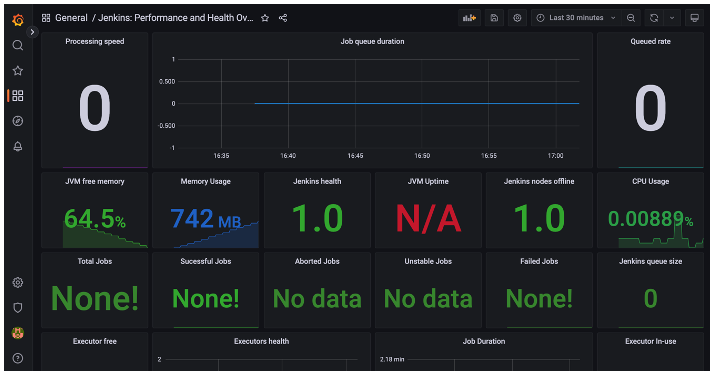 General / Jenkins: Performance and Health Ov...
Last 30 minutes
Processing speed
0
Job queue duration
1
0.500
0
-0.500
-1
16:35 16:40 16:45 16:50 16:55 17:00
Queued rate
0
JVM free memory
64.5%
Memory Usage
742 MB
Jenkins health
1.0
JVM Uptime
N/A
Jenkins nodes offline
1.0
CPU Usage
0.00889%
Total Jobs
None!
Sucessful Jobs
None!
Aborted Jobs
No data
Unstable Jobs
No data
Failed Jobs
None!
Jenkins queue size
0
Executor free
Executors health
2
Job Duration
2.18 min
Executor In-use